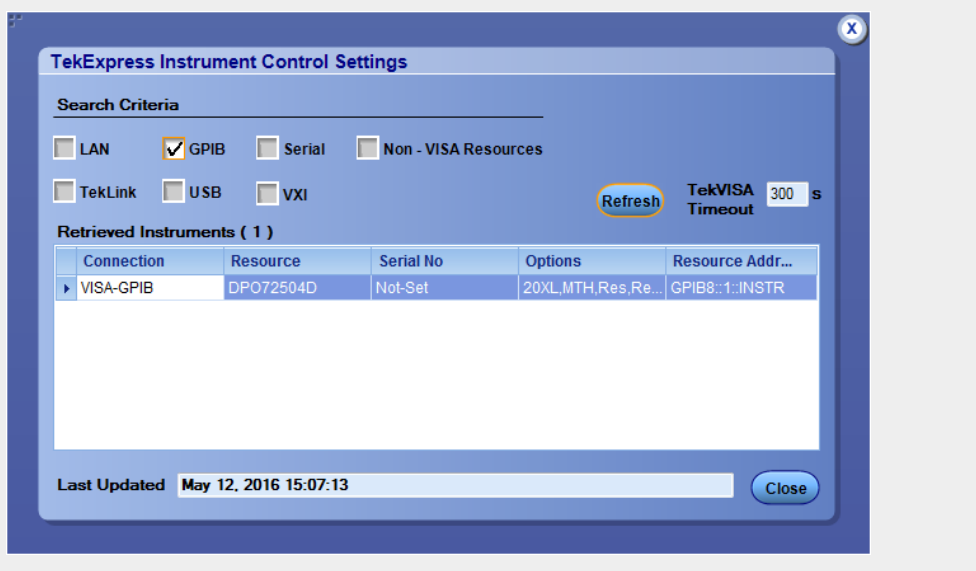 X
TekExpress Instrument Control Settings
Search Criteria
LAN GPIB Serial Non - VISA Resources
TekLink USB VXI
Refresh TekVISA Timeout 300 s
Retrieved Instruments ( 1 )
Connection Resource Serial No Options Resource Addr...
VISA-GPIB DPO72504D Not-Set 20XL,MTH,Res,Re... GPIB8::1::INSTR
Last Updated May 12, 2016 15:07:13 Close